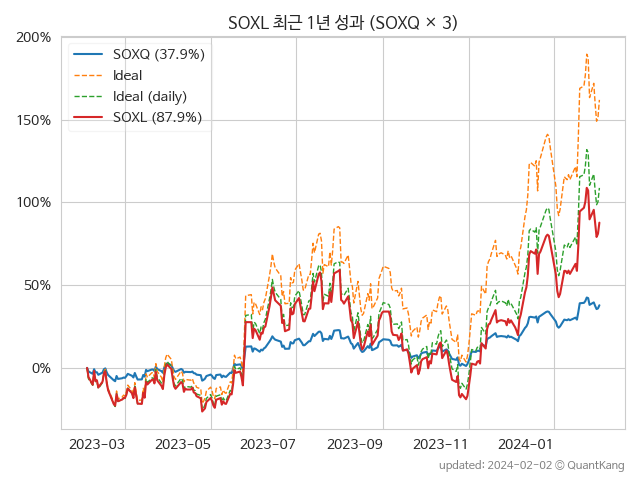 SOXL 최근 1년 성과 (SOXQ × 3)
200%
150%
100%
50%
0%
SOXQ (37.9%)
Ideal
Ideal (daily)
SOXL (87.9%)
2023-03 2023-05 2023-07 2023-09 2023-11 2024-01
updated: 2024-02-02 © QuantKang